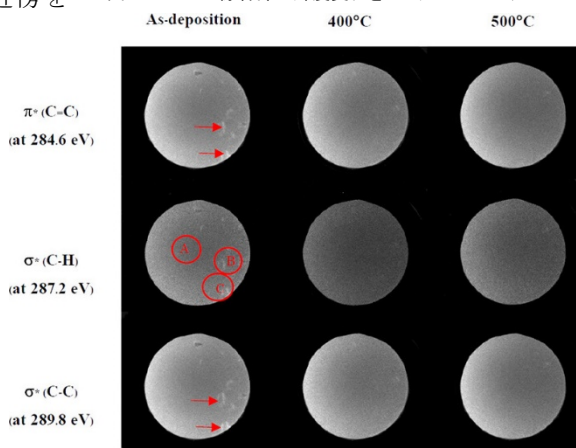 As-deposition 400°C 500°C
π* (C=C)
(at 284.6 eV)
σ* (C-H)
(at 287.2 eV)
A
B
C
σ* (C-C)
(at 289.8 eV)